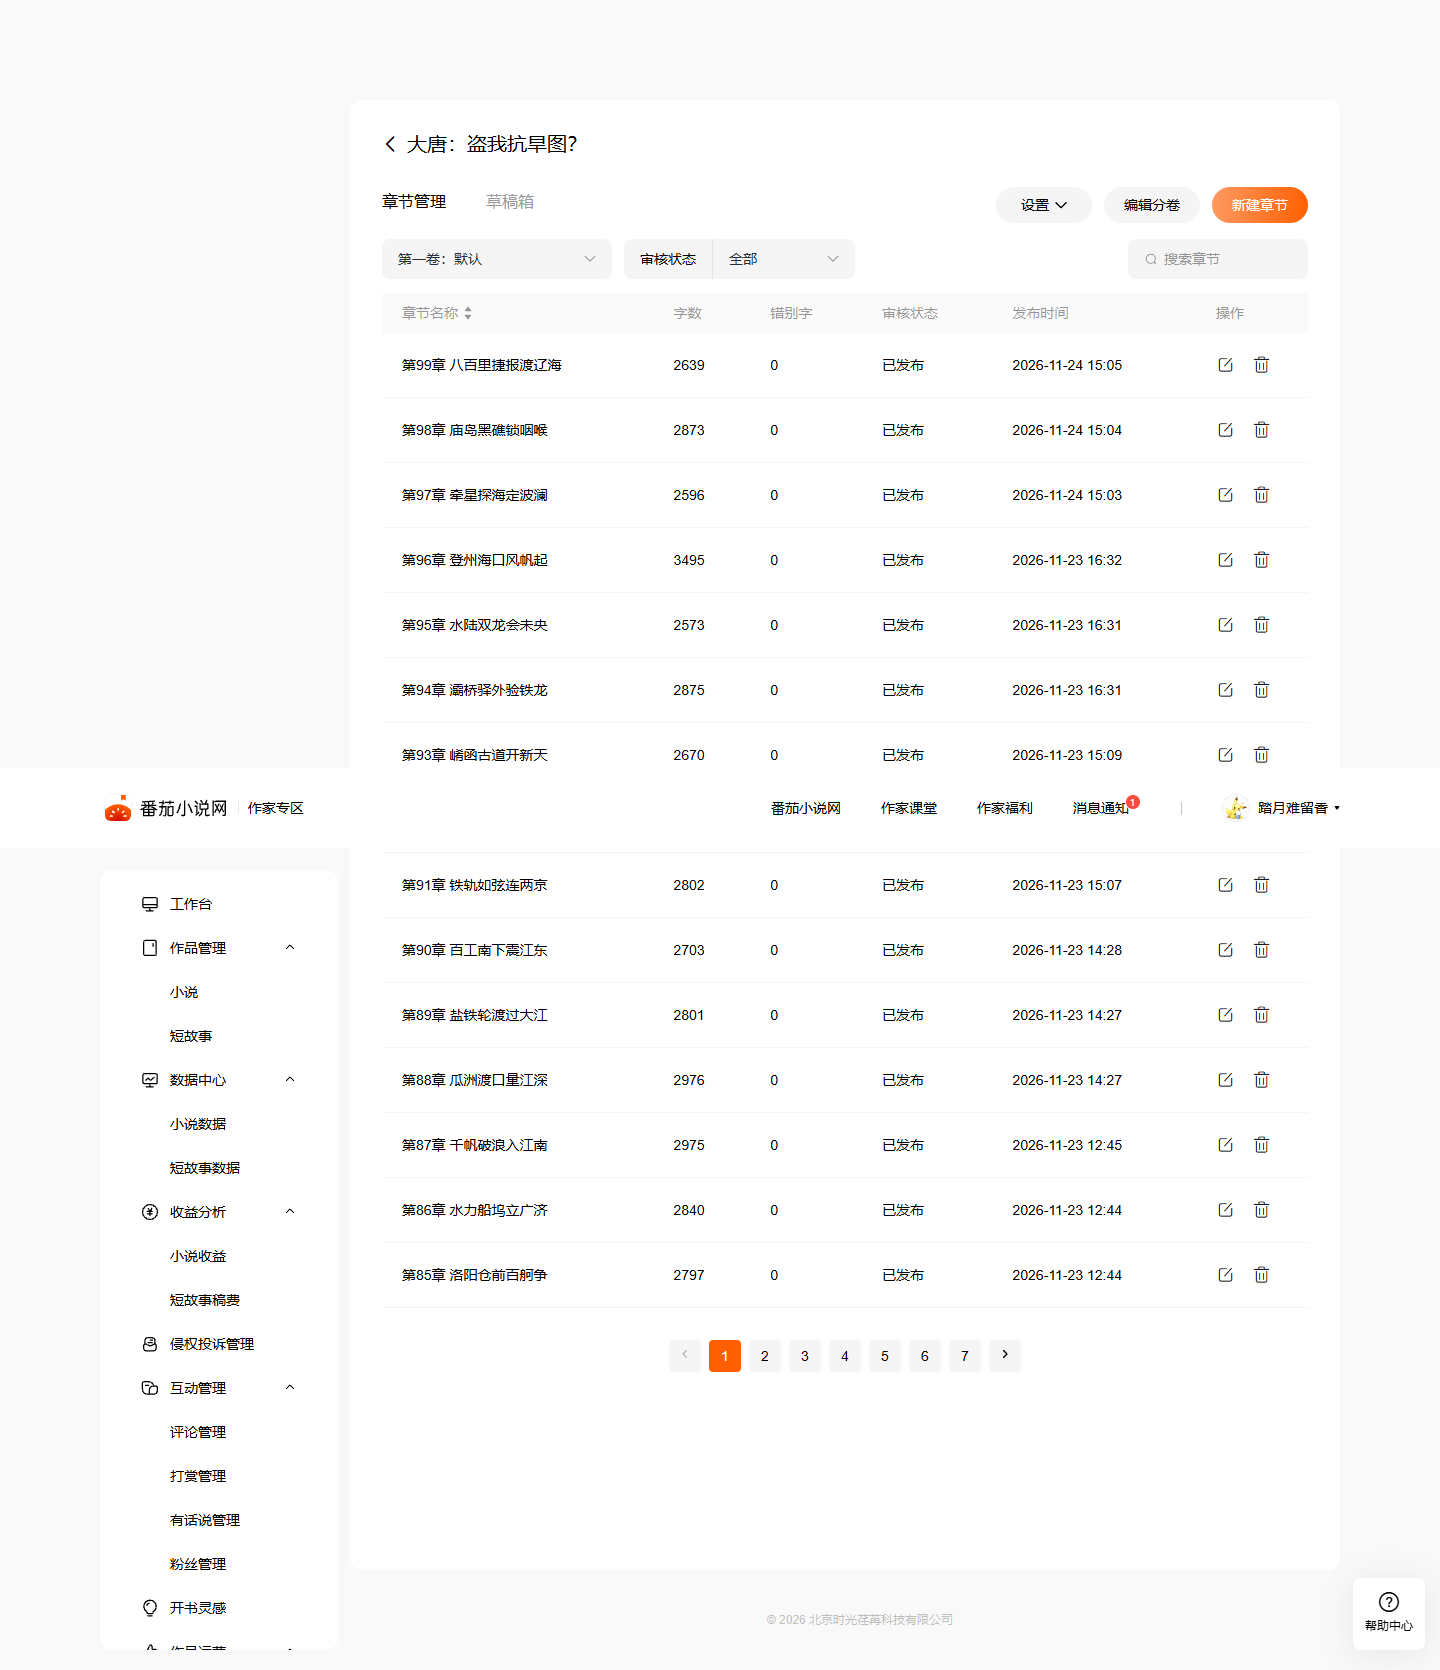 大唐：盗我抗旱图？
章节管理 草稿箱 设置 编辑分卷 新建章节
第一卷：默认 审核状态 全部 搜索章节
章节名称 字数 错别字 审核状态 发布时间 操作
第99章 八百里捷报渡辽海 2639 0 已发布 2026-11-24 15:05
第98章 庙岛黑礁锁咽喉 2873 0 已发布 2026-11-24 15:04
第97章 牵星探海定波澜 2596 0 已发布 2026-11-24 15:03
第96章 登州海口风帆起 3495 0 已发布 2026-11-23 16:32
第95章 水陆双龙会未央 2573 0 已发布 2026-11-23 16:31
第94章 灞桥驿外验铁龙 2875 0 已发布 2026-11-23 16:31
第93章 崤函古道开新天 2670 0 已发布 2026-11-23 15:09
番茄小说网 作家专区 番茄小说网 作家课堂 作家福利 消息通知 1 踏月难留香
第91章 铁轨如弦连两京 2802 0 已发布 2026-11-23 15:07
第90章 百工南下震江东 2703 0 已发布 2026-11-23 14:28
第89章 盐铁轮渡过大江 2801 0 已发布 2026-11-23 14:27
第88章 瓜洲渡口量江深 2976 0 已发布 2026-11-23 14:27
第87章 千帆破浪入江南 2975 0 已发布 2026-11-23 12:45
第86章 水力船坞立广济 2840 0 已发布 2026-11-23 12:44
第85章 洛阳仓前百舸争 2797 0 已发布 2026-11-23 12:44
1 2 3 4 5 6 7
工作台
作品管理
小说
短故事
数据中心
小说数据
短故事数据
收益分析
小说收益
短故事稿费
侵权投诉管理
互动管理
评论管理
打赏管理
有话说管理
粉丝管理
开书灵感
© 2026 北京时光荏苒科技有限公司
帮助中心